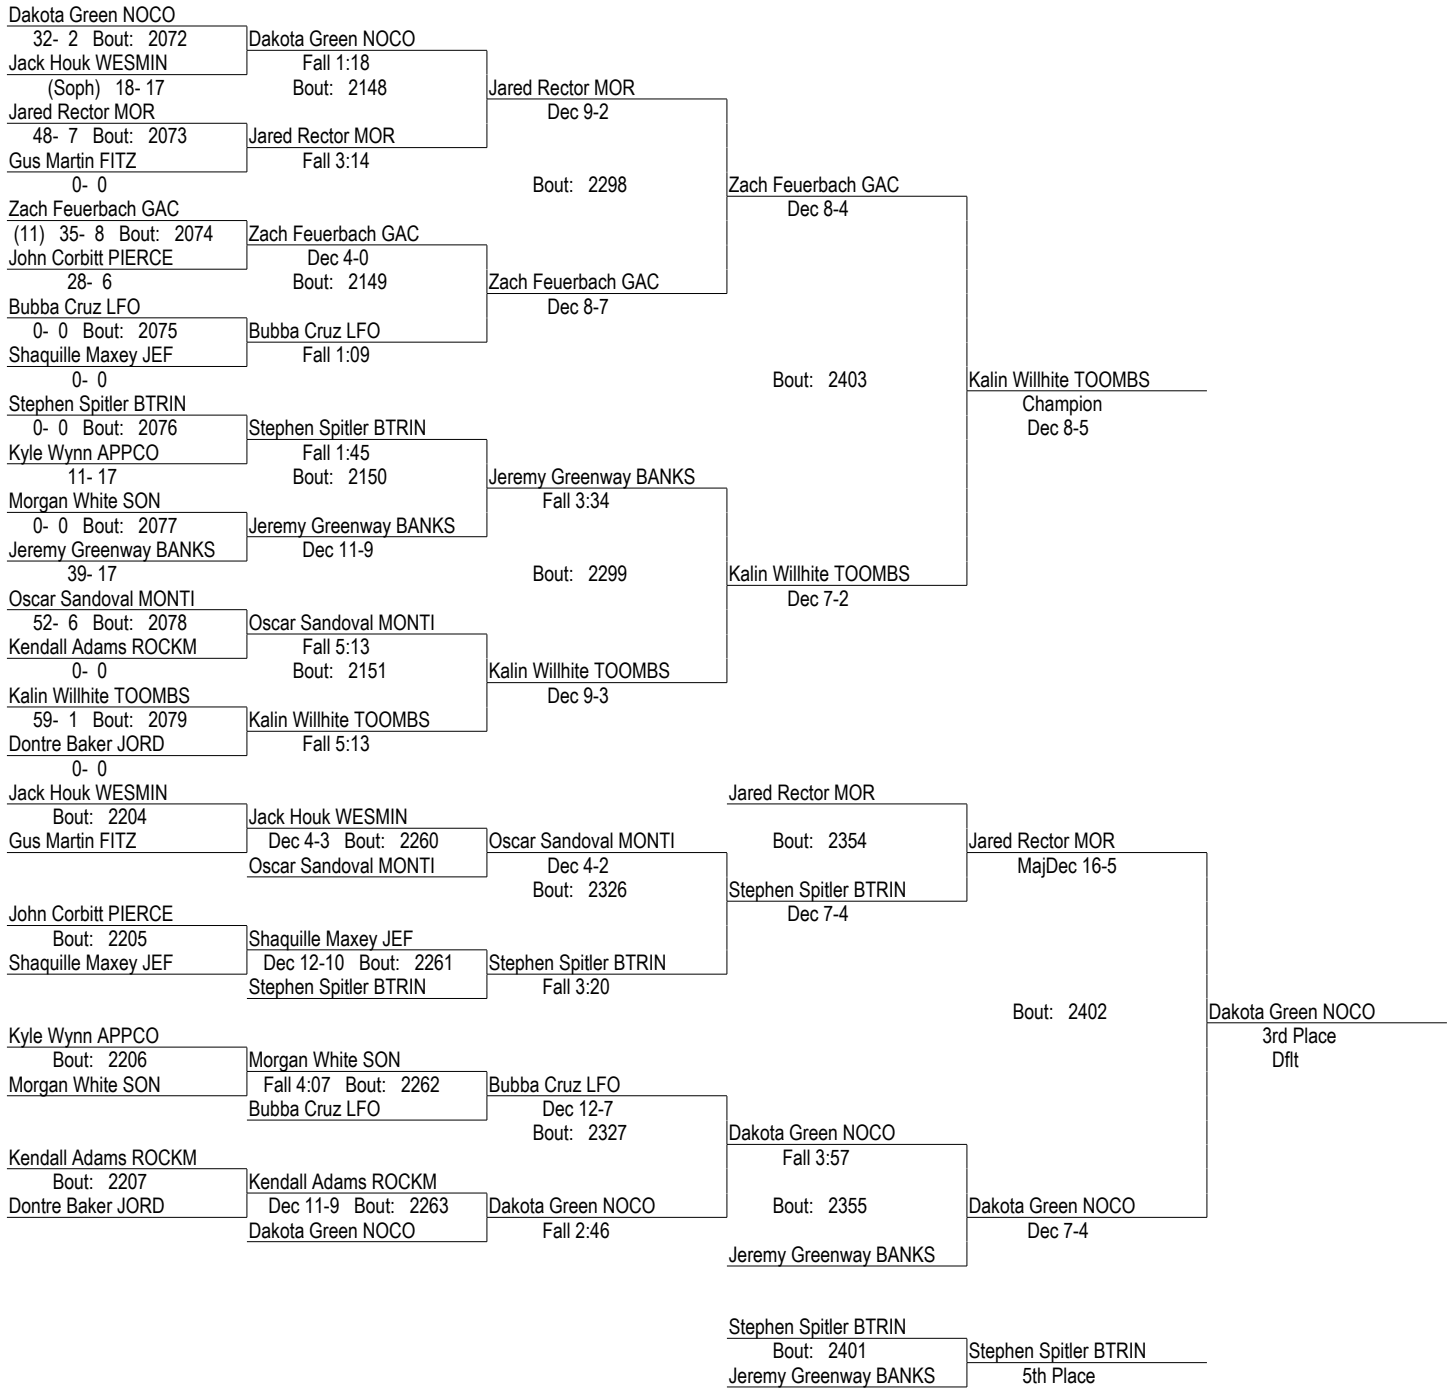 Dakota Green NOCO
32- 2 Bout: 2072
Dakota Green NOCO
Jack Houk WESMIN
Fall 1:18
(Soph) 18- 17
Bout: 2148
Jared Rector MOR
Jared Rector MOR
Dec 9-2
48- 7 Bout: 2073
Jared Rector MOR
Gus Martin FITZ
Fall 3:14
0- 0
Bout: 2298
Zach Feuerbach GAC
Zach Feuerbach GAC
Dec 8-4
(11) 35- 8 Bout: 2074
Zach Feuerbach GAC
John Corbitt PIERCE
Dec 4-0
28- 6
Bout: 2149
Zach Feuerbach GAC
Bubba Cruz LFO
Dec 8-7
0- 0 Bout: 2075
Bubba Cruz LFO
Shaquille Maxey JEF
Fall 1:09
0- 0
Bout: 2403
Kalin Willhite TOOMBS
Stephen Spitler BTRIN
Champion
0- 0 Bout: 2076
Stephen Spitler BTRIN
Dec 8-5
Kyle Wynn APPCO
Fall 1:45
11- 17
Bout: 2150
Jeremy Greenway BANKS
Morgan White SON
Fall 3:34
0- 0 Bout: 2077
Jeremy Greenway BANKS
Jeremy Greenway BANKS
Dec 11-9
39- 17
Bout: 2299
Kalin Willhite TOOMBS
Oscar Sandoval MONTI
Dec 7-2
52- 6 Bout: 2078
Oscar Sandoval MONTI
Kendall Adams ROCKM
Fall 5:13
0- 0
Bout: 2151
Kalin Willhite TOOMBS
Kalin Willhite TOOMBS
Dec 9-3
59- 1 Bout: 2079
Kalin Willhite TOOMBS
Dontre Baker JORD
Fall 5:13
0- 0
Jack Houk WESMIN
Jared Rector MOR
Bout: 2204
Jack Houk WESMIN
Gus Martin FITZ
Dec 4-3 Bout: 2260
Oscar Sandoval MONTI
Bout: 2354
Jared Rector MOR
Oscar Sandoval MONTI
Dec 4-2
MajDec 16-5
Bout: 2326
Stephen Spitler BTRIN
John Corbitt PIERCE
Dec 7-4
Bout: 2205
Shaquille Maxey JEF
Shaquille Maxey JEF
Dec 12-10 Bout: 2261
Stephen Spitler BTRIN
Stephen Spitler BTRIN
Fall 3:20
Bout: 2402
Dakota Green NOCO
Kyle Wynn APPCO
3rd Place
Bout: 2206
Morgan White SON
Dflt
Morgan White SON
Fall 4:07 Bout: 2262
Bubba Cruz LFO
Bubba Cruz LFO
Dec 12-7
Bout: 2327
Dakota Green NOCO
Kendall Adams ROCKM
Fall 3:57
Bout: 2207
Kendall Adams ROCKM
Dontre Baker JORD
Dec 11-9 Bout: 2263
Dakota Green NOCO
Bout: 2355
Dakota Green NOCO
Dakota Green NOCO
Fall 2:46
Dec 7-4
Jeremy Greenway BANKS
Stephen Spitler BTRIN
Bout: 2401
Stephen Spitler BTRIN
Jeremy Greenway BANKS
5th Place